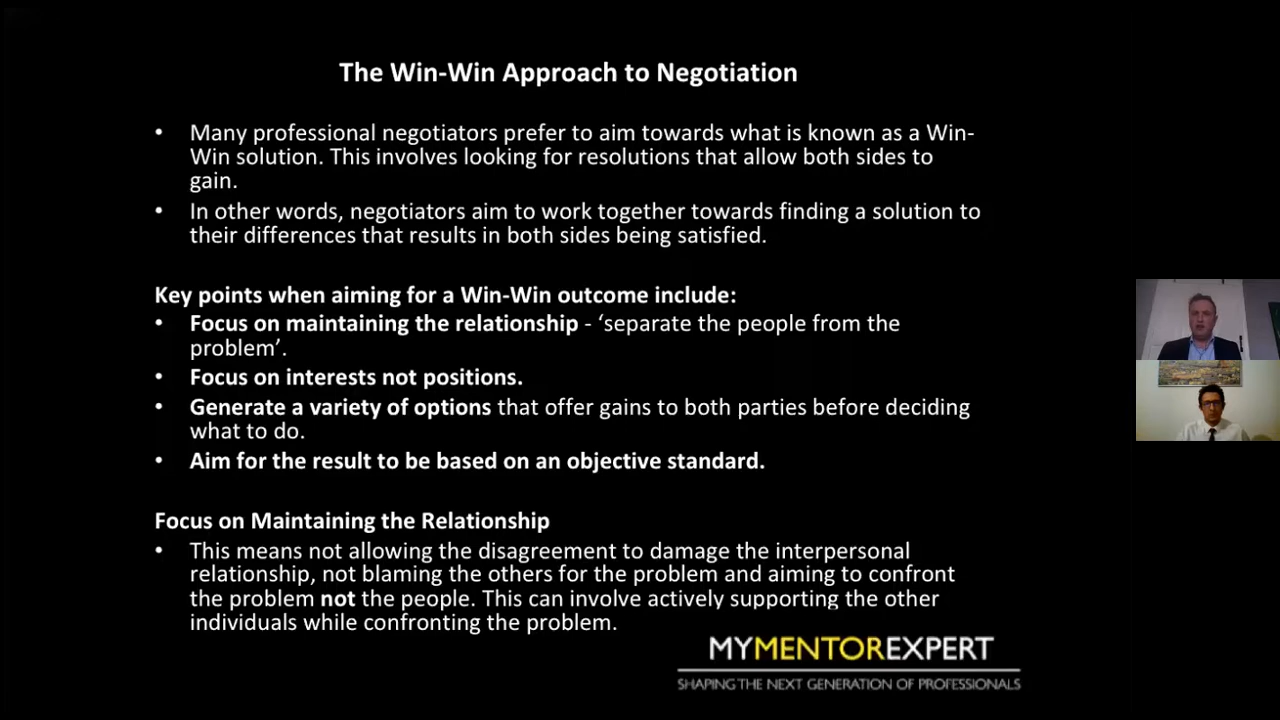 The Win-Win Approach to Negotiation
• Many professional negotiators prefer to aim towards what is known as a Win-
Win solution. This involves looking for resolutions that allow both sides to
gain.
• In other words, negotiators aim to work together towards finding a solution to
their differences that results in both sides being satisfied.
Key points when aiming for a Win-Win outcome include:
• Focus on maintaining the relationship - ‘separate the people from the
problem’.
• Focus on interests not positions.
• Generate a variety of options that offer gains to both parties before deciding
what to do.
• Aim for the result to be based on an objective standard.
Focus on Maintaining the Relationship
• This means not allowing the disagreement to damage the interpersonal
relationship, not blaming the others for the problem and aiming to confront
the problem not the people. This can involve actively supporting the other
individuals while confronting the problem.
MYMENTOREXPERT
SHAPING THE NEXT GENERATION OF PROFESSIONALS